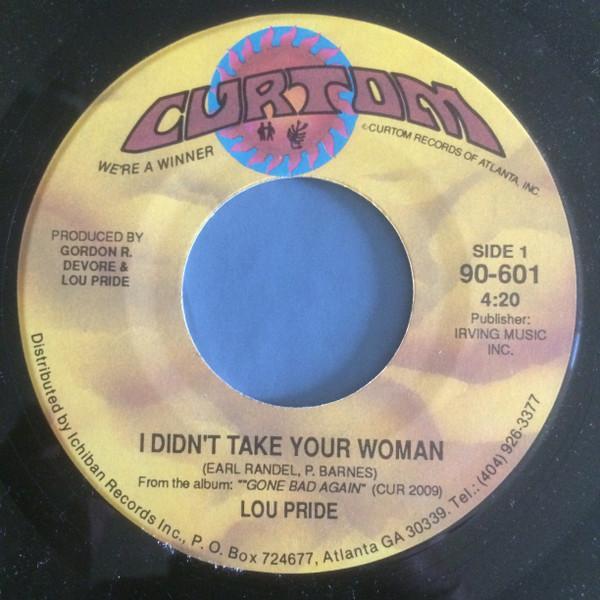 CURTOM
WE'RE A WINNER
©CURTOM RECORDS OF ATLANTA, INC.
PRODUCED BY
GORDON R.
DEVORE &
LOU PRIDE
SIDE 1
90-601
4:20
Publisher:
IRVING MUSIC
INC.
I DIDN'T TAKE YOUR WOMAN
(EARL RANDEL, P. BARNES)
From the album: ""GONE BAD AGAIN" (CUR 2009)
LOU PRIDE
Distributed by Ichiban Records Inc., P. O. Box 724677, Atlanta GA 30339. Tel.: (404) 926-3377